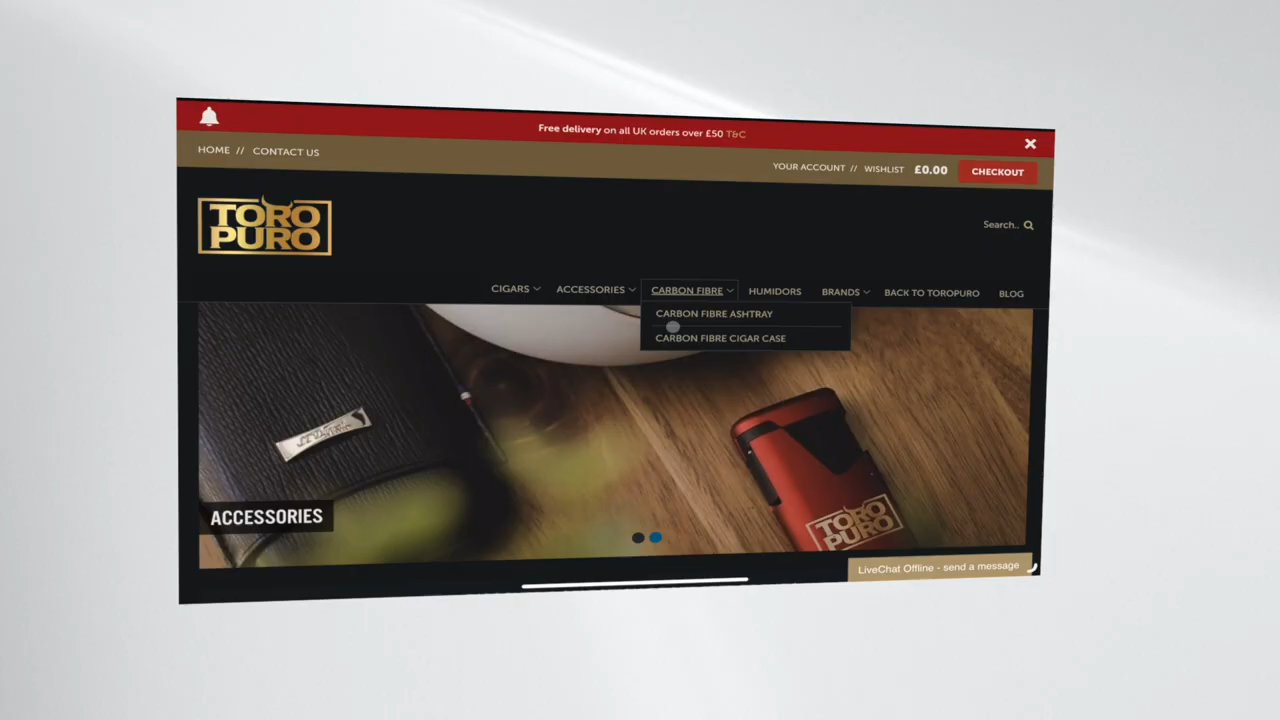 Free delivery on all UK orders over £50 T&C
HOME // CONTACT US
YOUR ACCOUNT // WISHLIST £0.00 CHECKOUT
TORO
PURO
Search..
CIGARS ACCESSORIES CARBON FIBRE HUMIDORS BRANDS BACK TO TOROPURO BLOG
CARBON FIBRE ASHTRAY
CARBON FIBRE CIGAR CASE
ACCESSORIES
TORO
PURO
LiveChat Offline - send a message